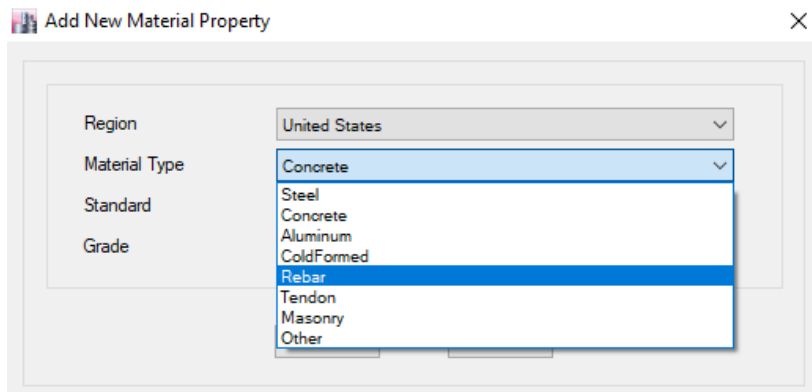 Add New Material Property
Region United States
Material Type Concrete
Standard
Grade
Steel
Concrete
Aluminum
ColdFormed
Rebar
Tendon
Masonry
Other